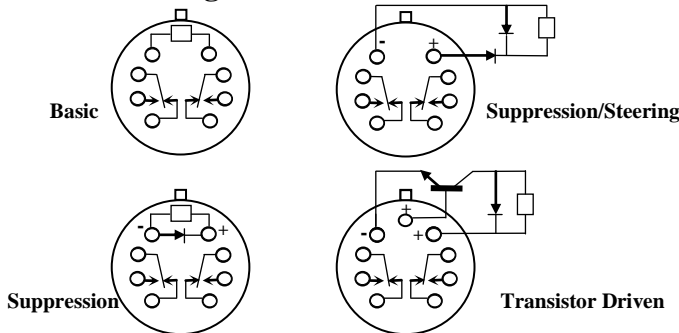 -
+
Basic
Suppression/Steering
-
+
+
-
+
Suppression
Transistor Driven